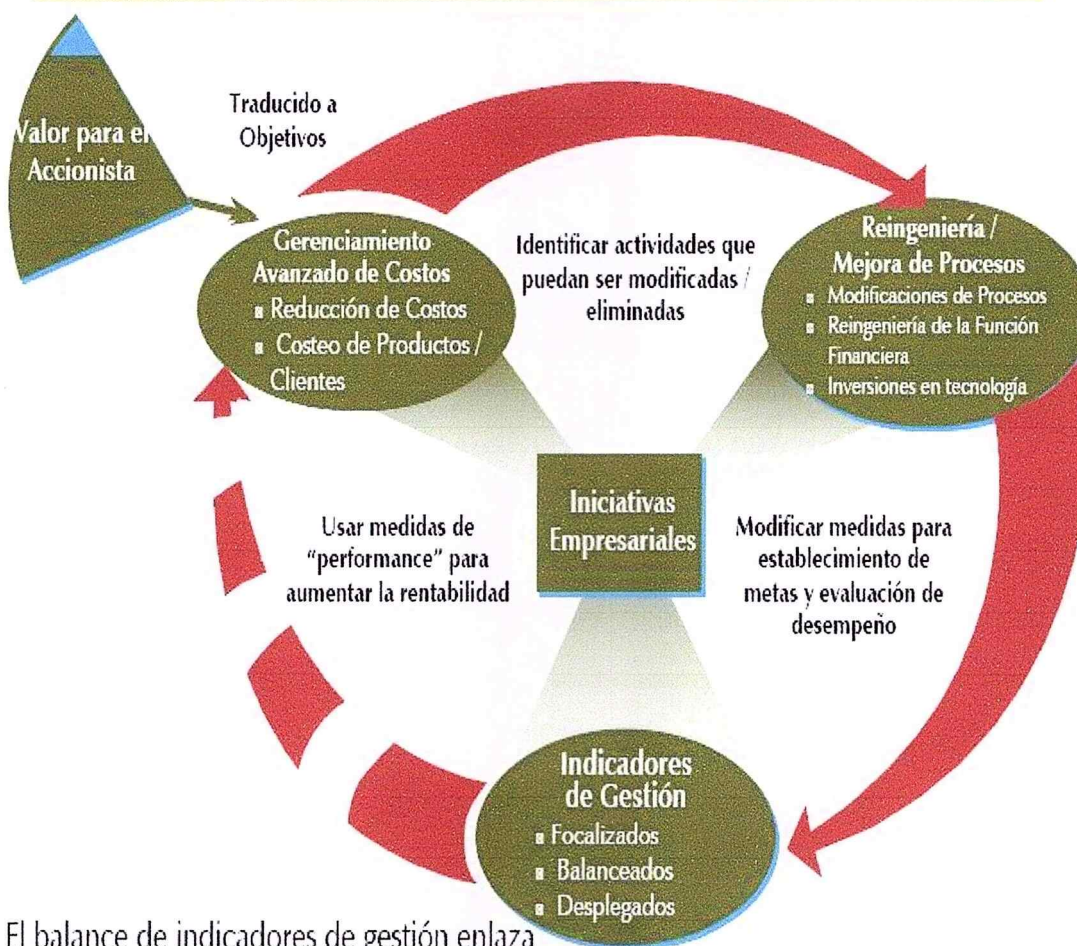 Valor para el
Accionista
Traducido a
Objetivos
Gerenciamiento
Avanzado de Costos
▪ Reducción de Costos
▪ Costeo de Productos /
Clientes
Identificar actividades que
puedan ser modificadas /
eliminadas
Reingeniería /
Mejora de Procesos
▪ Modificaciones de Procesos
▪ Reingeniería de la Función
Financiera
▪ Inversiones en tecnología
Iniciativas
Empresariales
Usar medidas de
"performance" para
aumentar la rentabilidad
Modificar medidas para
establecimiento de
metas y evaluación de
desempeño
Indicadores
de Gestión
▪ Focalizados
▪ Balanceados
▪ Desplegados
El balance de indicadores de gestión enlaza